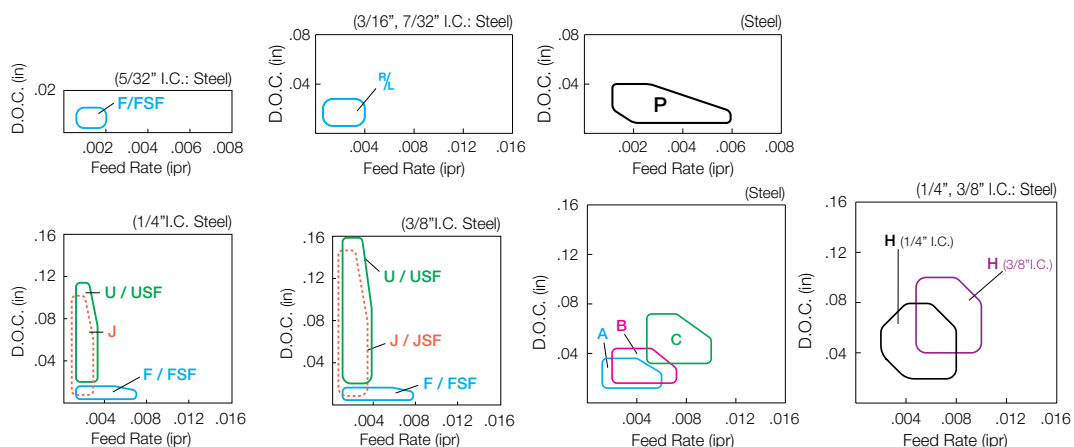 (5/32” I.C.: Steel)
.02
D.O.C. (in)
F/FSF
.002 .004 .006 .008
Feed Rate (ipr)
(3/16”, 7/32” I.C.: Steel)
.08
.04
D.O.C. (in)
R/L
.004 .008 .012 .016
Feed Rate (ipr)
(Steel)
.08
.04
D.O.C. (in)
P
.002 .004 .006 .008
Feed Rate (ipr)
(1/4”I.C. Steel)
.16
.12
.08
.04
D.O.C. (in)
U / USF
J
F / FSF
.004 .008 .012 .016
Feed Rate (ipr)
(3/8”I.C. Steel)
.16
.12
.08
.04
D.O.C. (in)
U / USF
J / JSF
F / FSF
.004 .008 .012 .016
Feed Rate (ipr)
(Steel)
.16
.12
.08
.04
D.O.C. (in)
A
B
C
.004 .008 .012 .016
Feed Rate (ipr)
(1/4”, 3/8” I.C.: Steel)
.16
.12
.08
.04
D.O.C. (in)
H (1/4” I.C.)
H (3/8”I.C.)
.004 .008 .012 .016
Feed Rate (ipr)